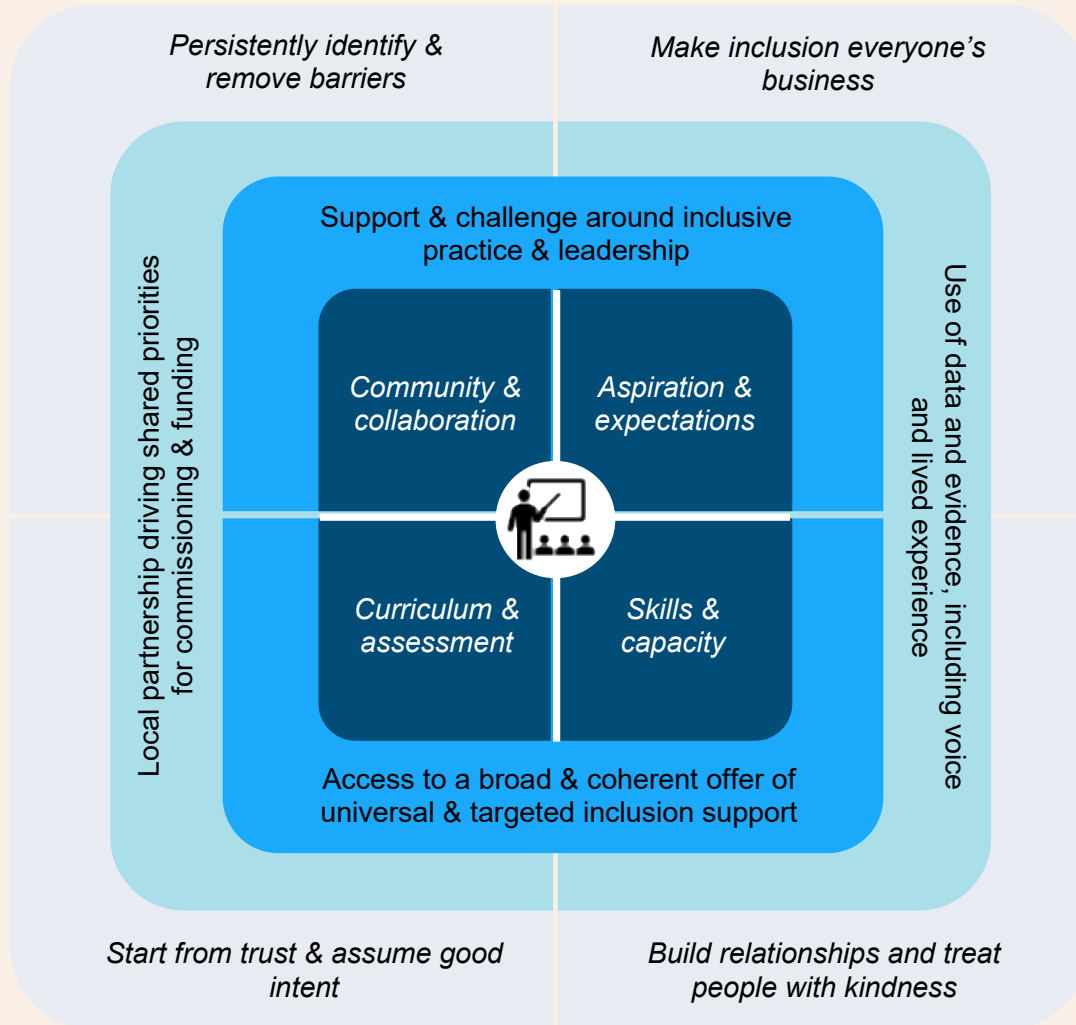 Persistently identify &
remove barriers
Make inclusion everyone’s
business
Support & challenge around inclusive
practice & leadership
Local partnership driving shared priorities
for commissioning & funding
Use of data and evidence, including voice
and lived experience
Community &
collaboration
Aspiration &
expectations
Curriculum &
assessment
Skills &
capacity
Access to a broad & coherent offer of
universal & targeted inclusion support
Start from trust & assume good
intent
Build relationships and treat
people with kindness